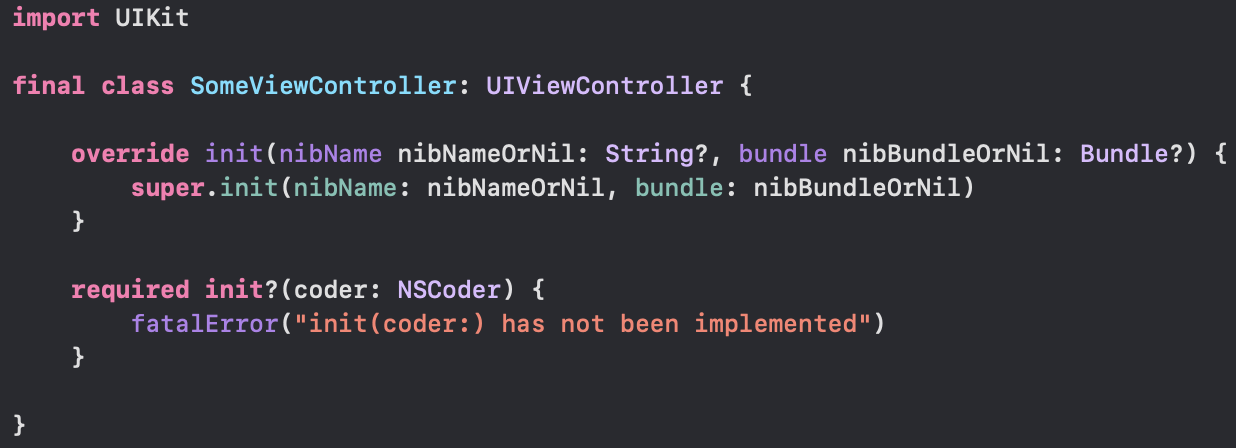 import UIKit
final class SomeViewController: UIViewController {
override init(nibName nibNameOrNil: String?, bundle nibBundleOrNil: Bundle?) {
super.init(nibName: nibNameOrNil, bundle: nibBundleOrNil)
}
required init?(coder: NSCoder) {
fatalError("init(coder:) has not been implemented")
}
}